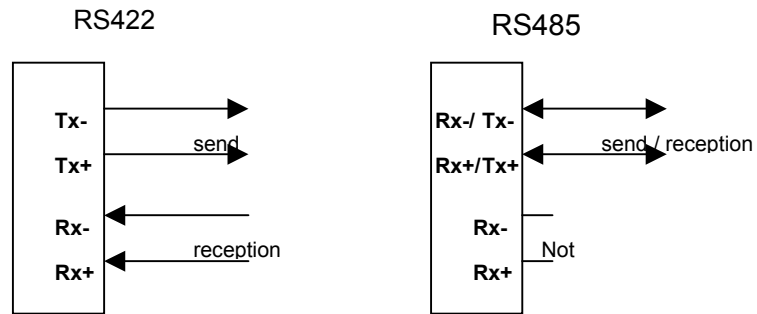 RS422
Tx-
send
Tx+
Rx-
reception
Rx+
RS485
Rx-/ Tx-
send / reception
Rx+/Tx+
Rx-
Not
Rx+